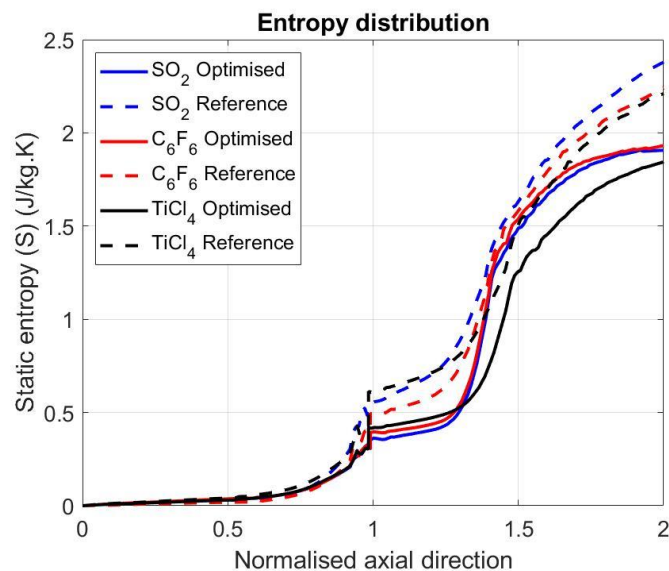 Entropy distribution
SO2 Optimised
SO2 Reference
C6F6 Optimised
C6F6 Reference
TiCl4 Optimised
TiCl4 Reference
Static entropy (S) (J/kg.K)
2.5
2
1.5
1
0.5
0
0 0.5 1 1.5 2
Normalised axial direction